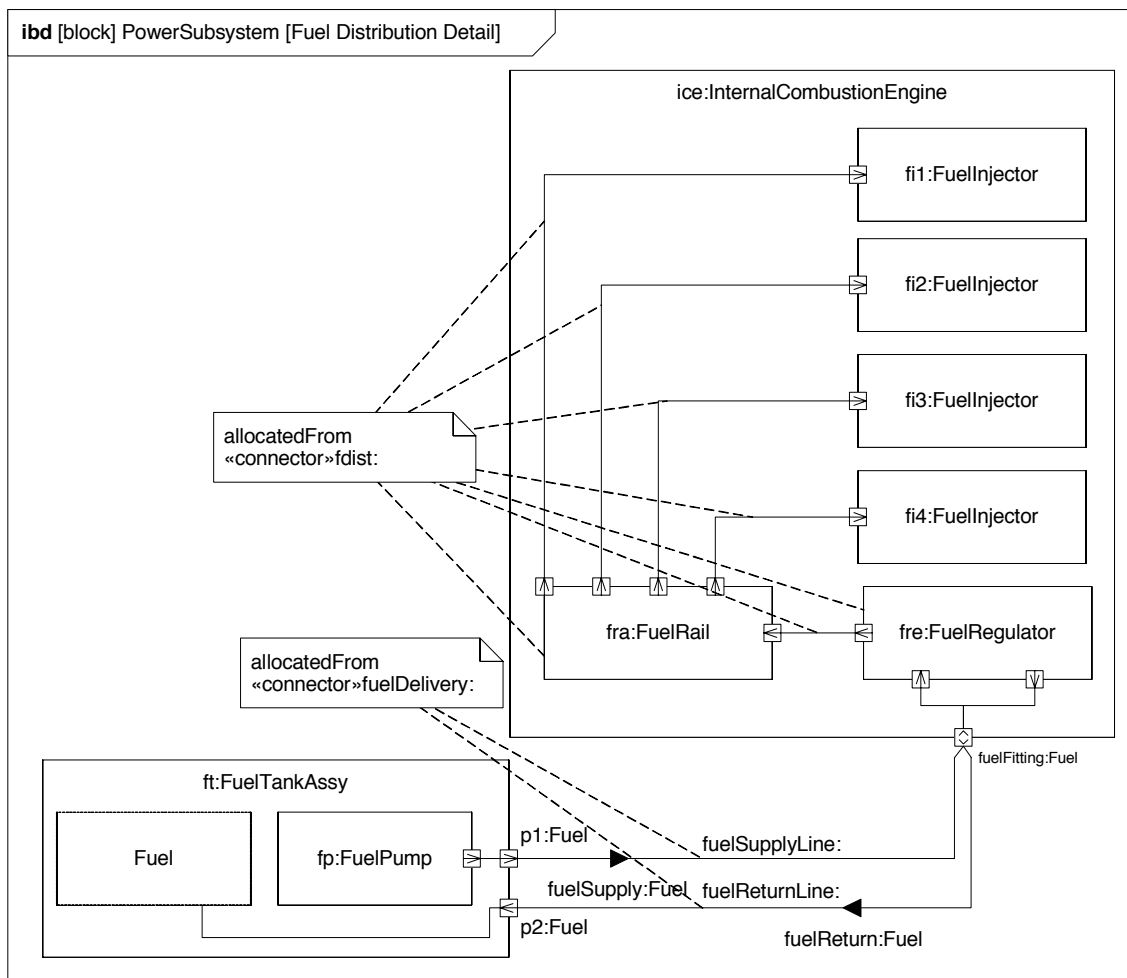 ibd [block] PowerSubsystem [Fuel Distribution Detail]
ice:InternalCombustionEngine
fi1:FuelInjector
fi2:FuelInjector
fi3:FuelInjector
allocatedFrom
«connector»fdist:
fi4:FuelInjector
fra:FuelRail
fre:FuelRegulator
allocatedFrom
«connector»fuelDelivery:
fuelFitting:Fuel
ft:FuelTankAssy
p1:Fuel
fuelSupplyLine:
Fuel
fp:FuelPump
fuelSupply:Fuel
fuelReturnLine:
p2:Fuel
fuelReturn:Fuel